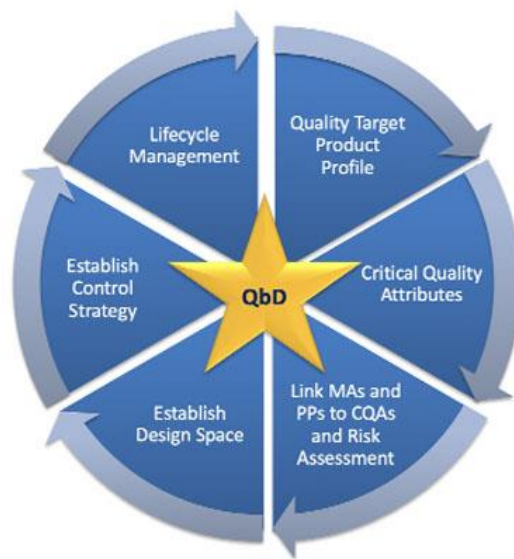 Quality Target
Product
Profile
Critical Quality
Attributes
Link MAs and
PPs to CQAs
and Risk
Assessment
Establish
Design Space
Establish
Control
Strategy
Lifecycle
Management
QbD